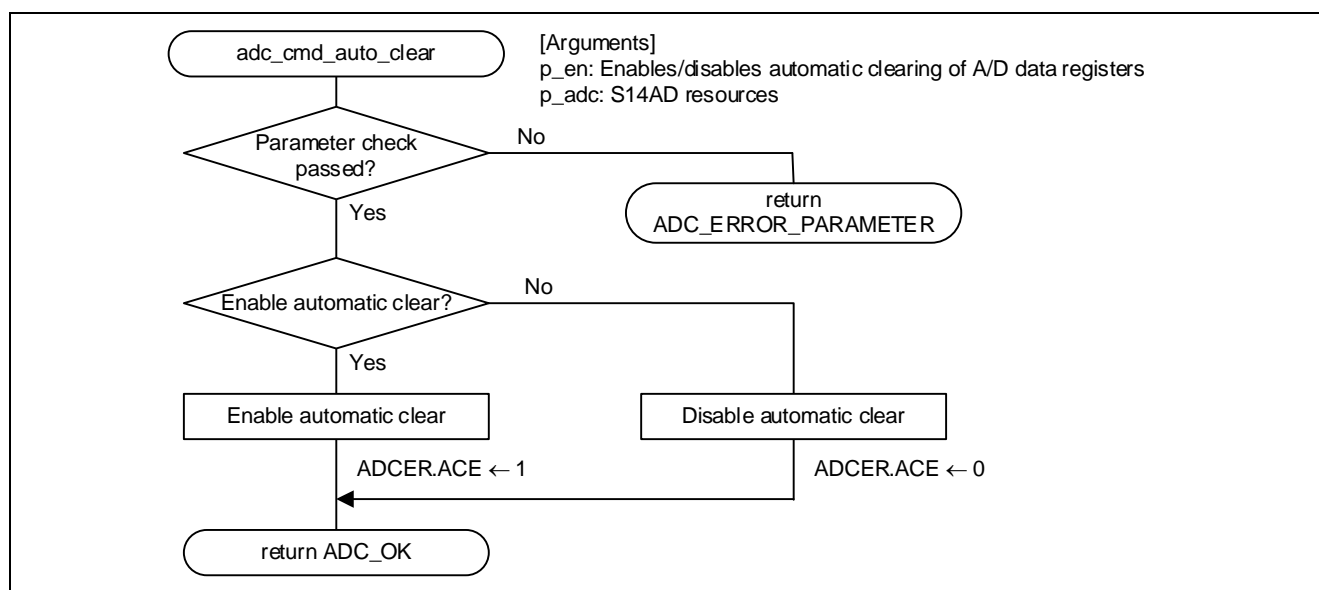 adc_cmd_auto_clear
[Arguments]
p_en: Enables/disables automatic clearing of A/D data registers
p_adc: S14AD resources
Parameter check
passed?
No
return
ADC_ERROR_PARAMETER
Yes
Enable automatic clear?
No
Yes
Enable automatic clear
Disable automatic clear
ADCER.ACE ← 1
ADCER.ACE ← 0
return ADC_OK